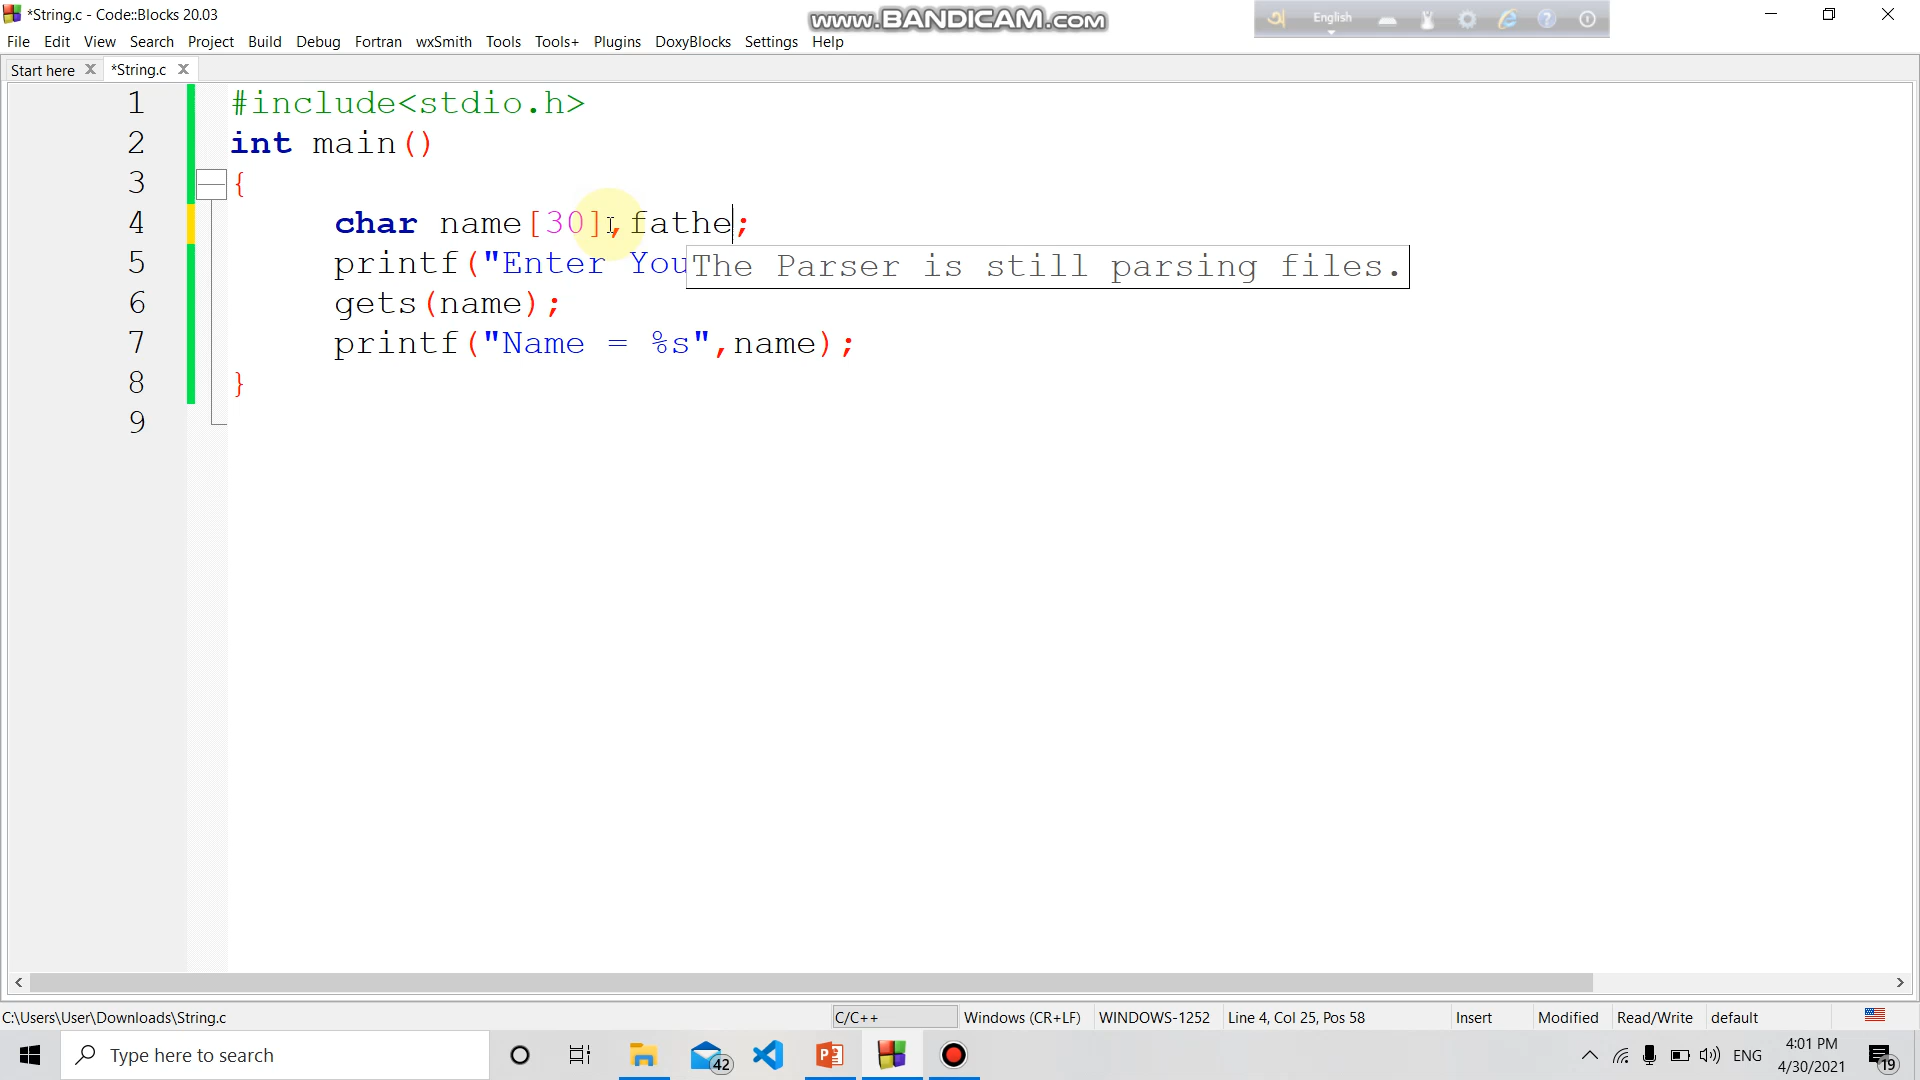 *String.c - Code::Blocks 20.03
www.BANDICAM.com
English
File Edit View Search Project Build Debug Fortran wxSmith Tools Tools+ Plugins DoxyBlocks Settings Help
Start here *String.c
1 #include<stdio.h>
2 int main()
3 {
4 char name[30],fathe;
5 printf("Enter You
The Parser is still parsing files.
6 gets(name);
7 printf("Name = %s",name);
8 }
9
C:\Users\User\Downloads\String.c C/C++ Windows (CR+LF) WINDOWS-1252 Line 4, Col 25, Pos 58 Insert Modified Read/Write default
Type here to search 42 ENG 4:01 PM
4/30/2021 19